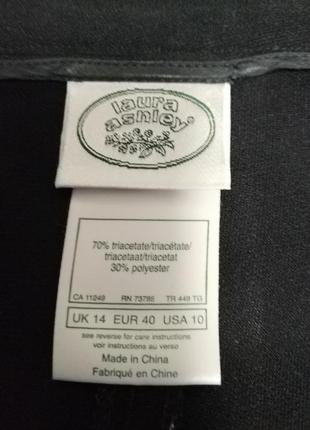 laura
ashley®
70% triacetate/triacétate/
triacetaat/triacetat
30% polyester
CA 11249 RN 73785 TR 449 TG
UK 14 EUR 40 USA 10
see reverse for care instructions
voir instructions au verso
Made in China
Fabriqué en Chine